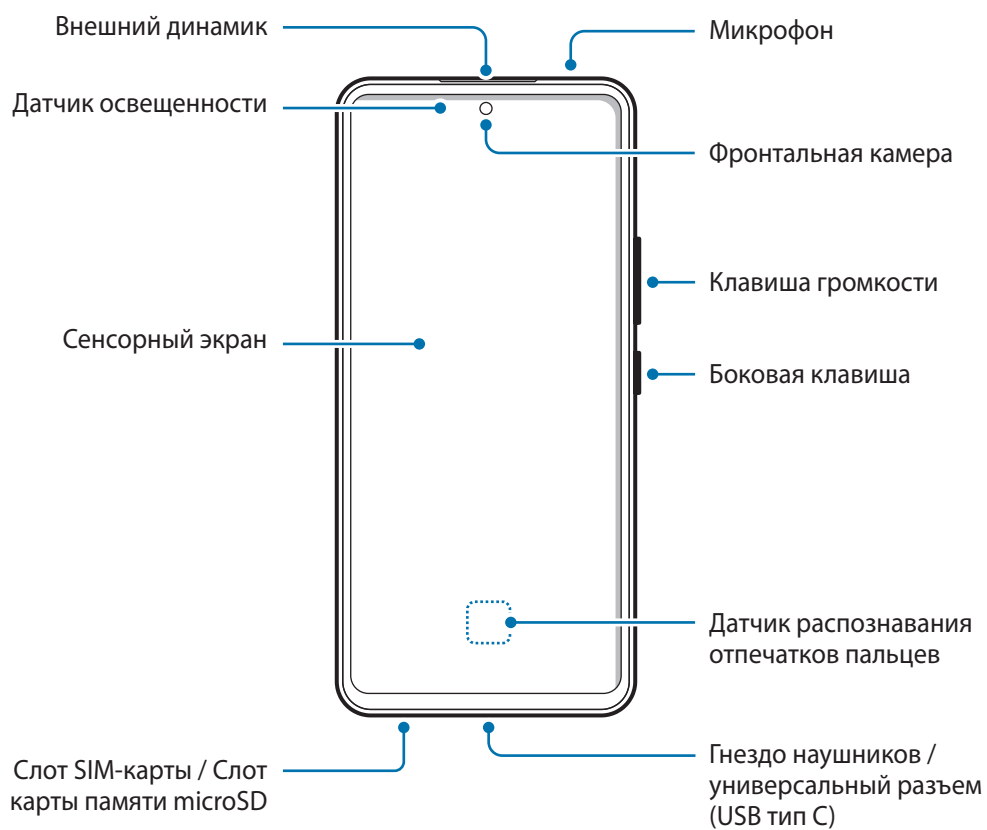 Внешний динамик
Микрофон
Датчик освещенности
Фронтальная камера
Клавиша громкости
Сенсорный экран
Боковая клавиша
Датчик распознавания
отпечатков пальцев
Слот SIM-карты / Слот
карты памяти microSD
Гнездо наушников /
универсальный разъем
(USB тип C)